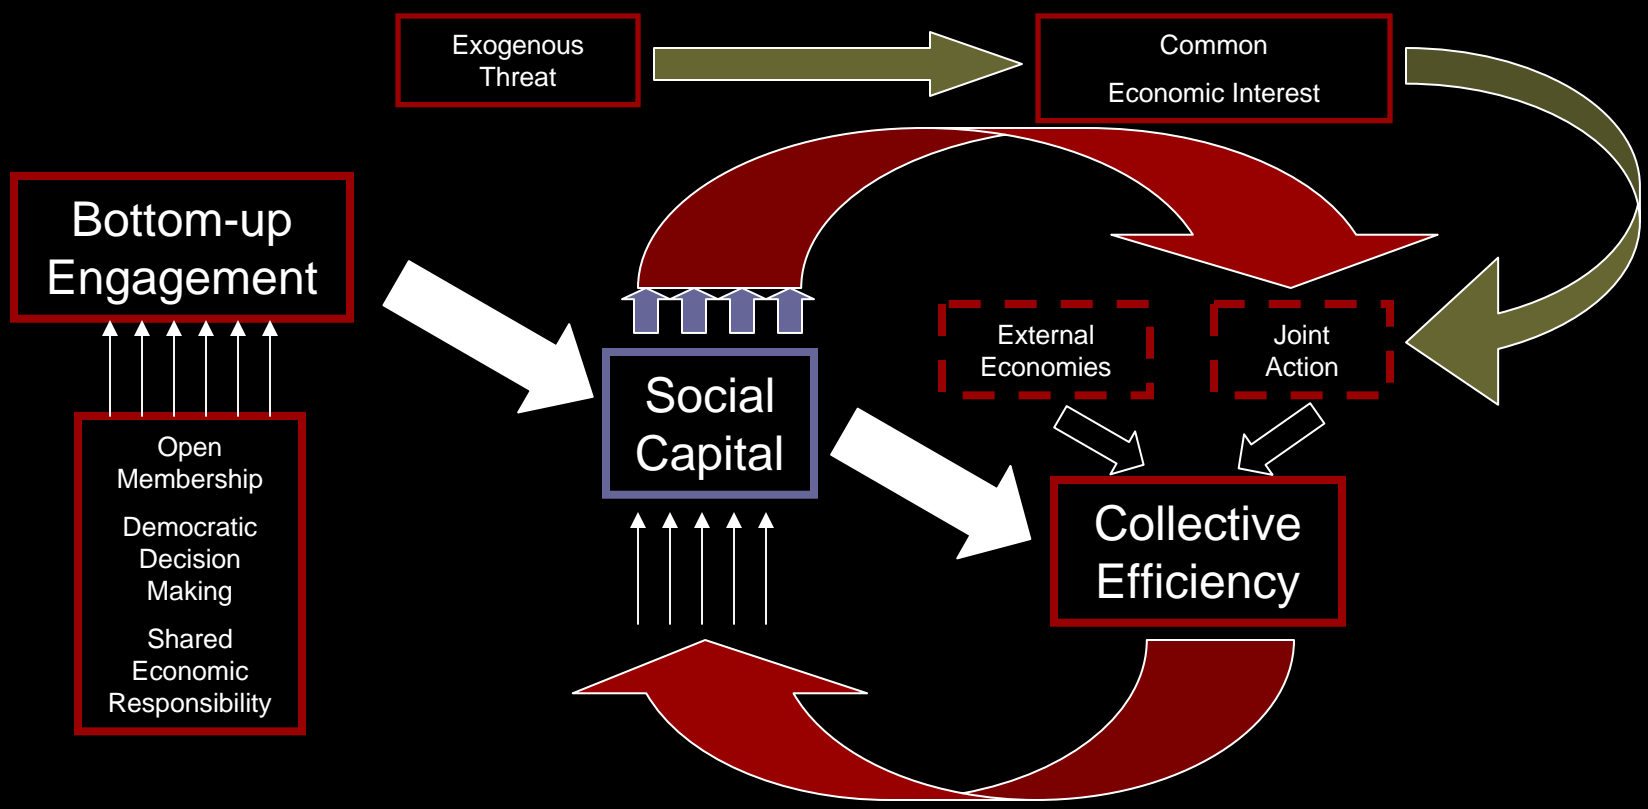 Exogenous
Threat
Common
Economic Interest
Bottom-up
Engagement
External
Economies
Joint
Action
Social
Capital
Open
Membership
Democratic
Decision
Making
Shared
Economic
Responsibility
Collective
Efficiency